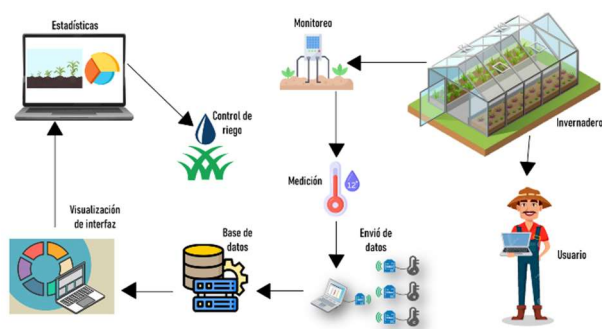 Estadísticas
Monitoreo
Invernadero
Control de
riego
Medición
12°
Usuario
Visualización
de interfaz
Base de
datos
Envió de
datos